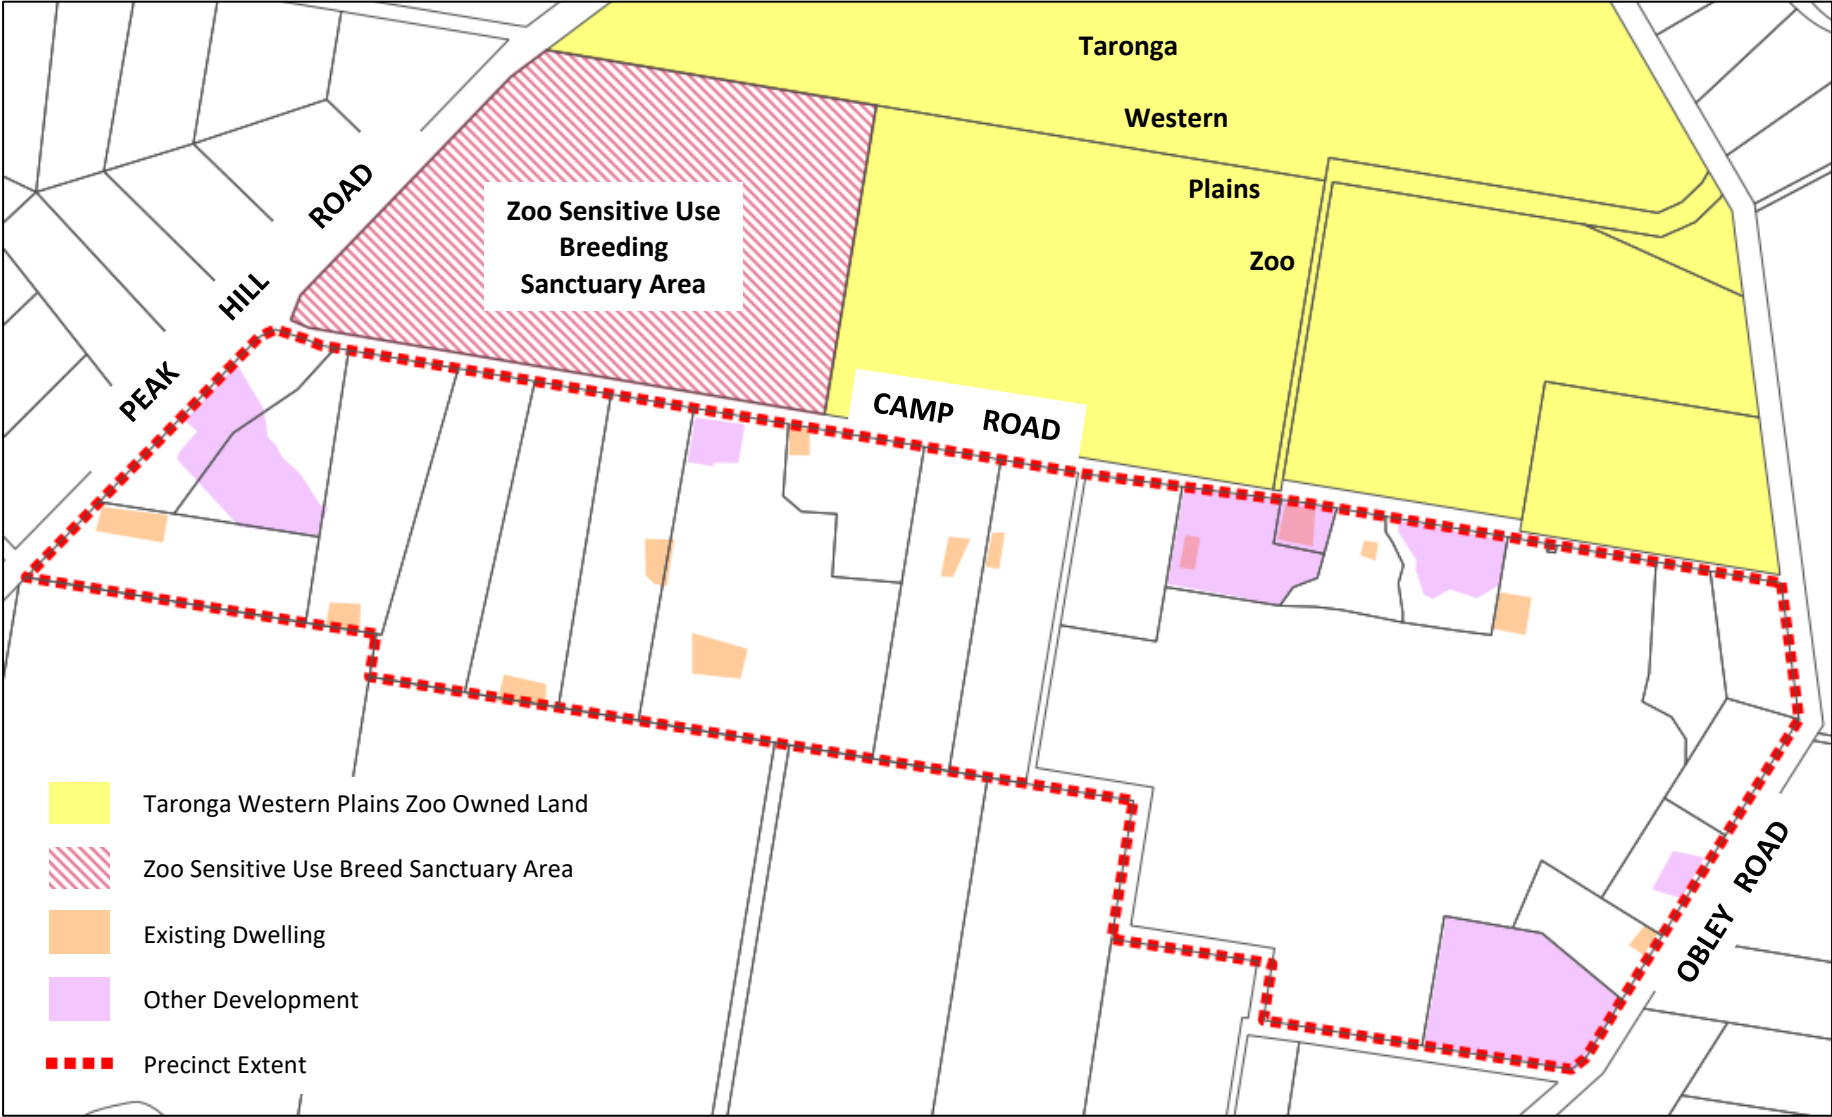 Taronga
Western
Plains
Zoo
Zoo Sensitive Use
Breeding
Sanctuary Area
PEAK HILL ROAD
CAMP ROAD
OBLEY ROAD
Taronga Western Plains Zoo Owned Land
Zoo Sensitive Use Breed Sanctuary Area
Existing Dwelling
Other Development
Precinct Extent